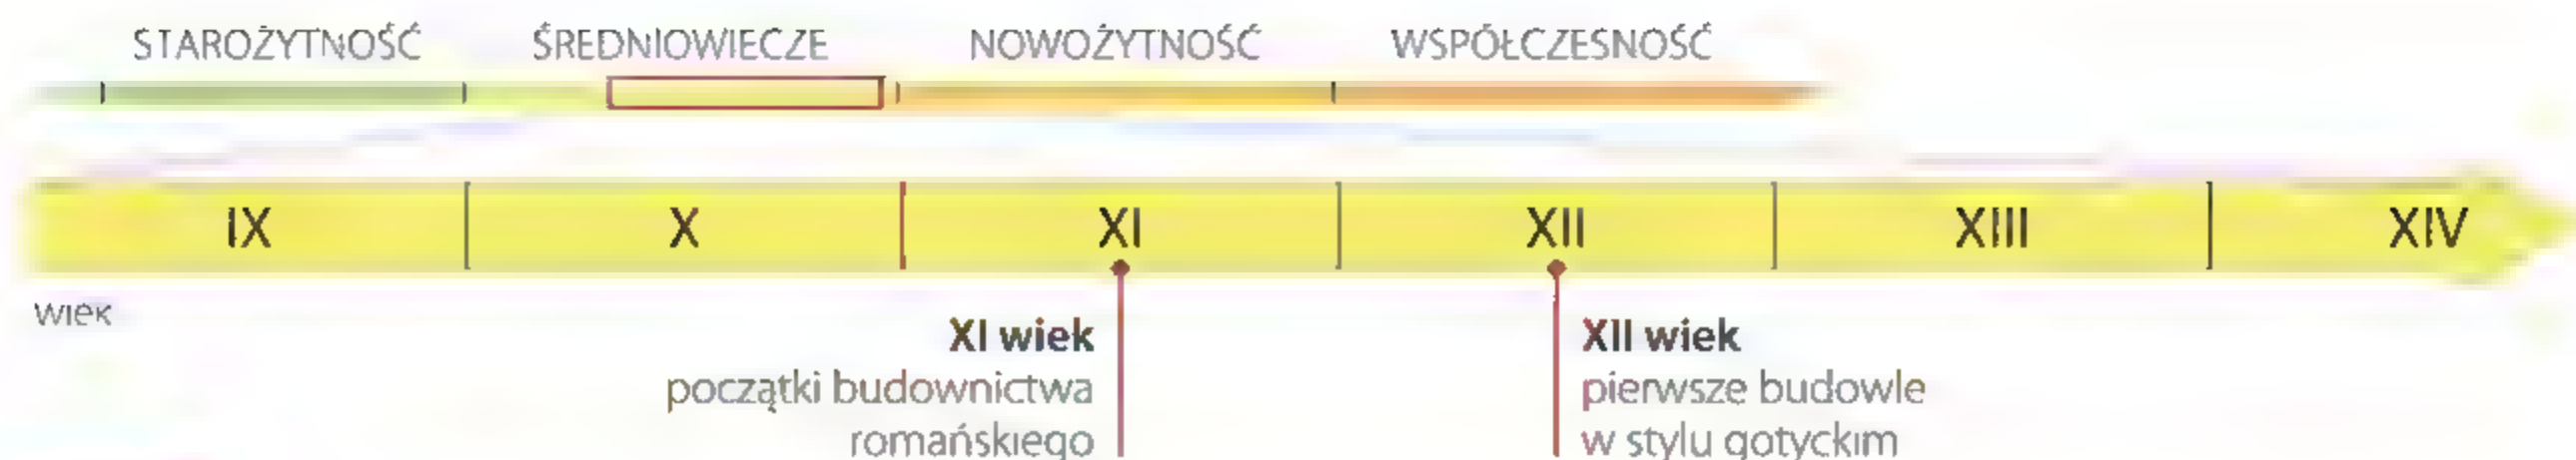 STAROŻYTNOŚĆ ŚREDNIOWIECZE NOWOŻYTNOŚĆ WSPÓŁCZESNOŚĆ
IX X XI XII XIII XIV
wiek
XI wiek
początki budownictwa
romańskiego
XII wiek
pierwsze budowle
w stylu gotyckim